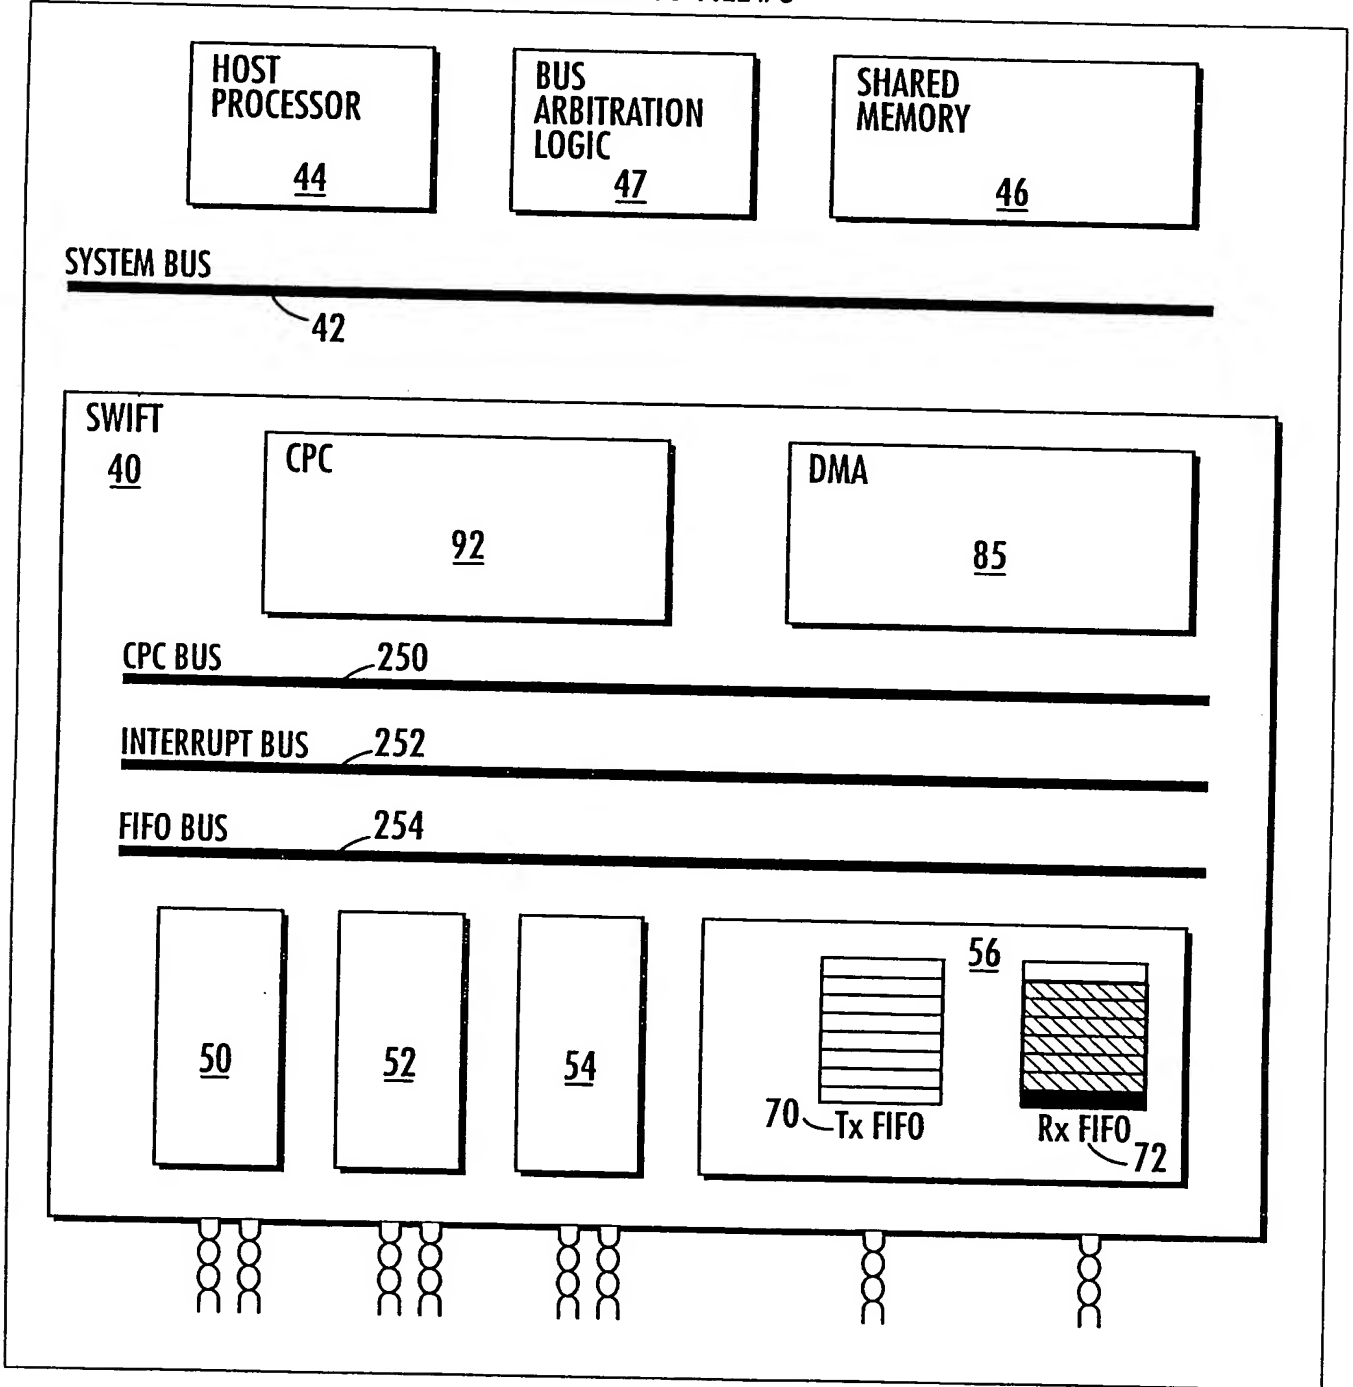 HOST
PROCESSOR
44
BUS
ARBITRATION
LOGIC
47
SHARED
MEMORY
46
SYSTEM BUS
42
SWIFT
40
CPC
92
DMA
85
CPC BUS
250
INTERRUPT BUS
252
FIFO BUS
254
50
52
54
56
70
Tx FIFO
Rx FIFO
72